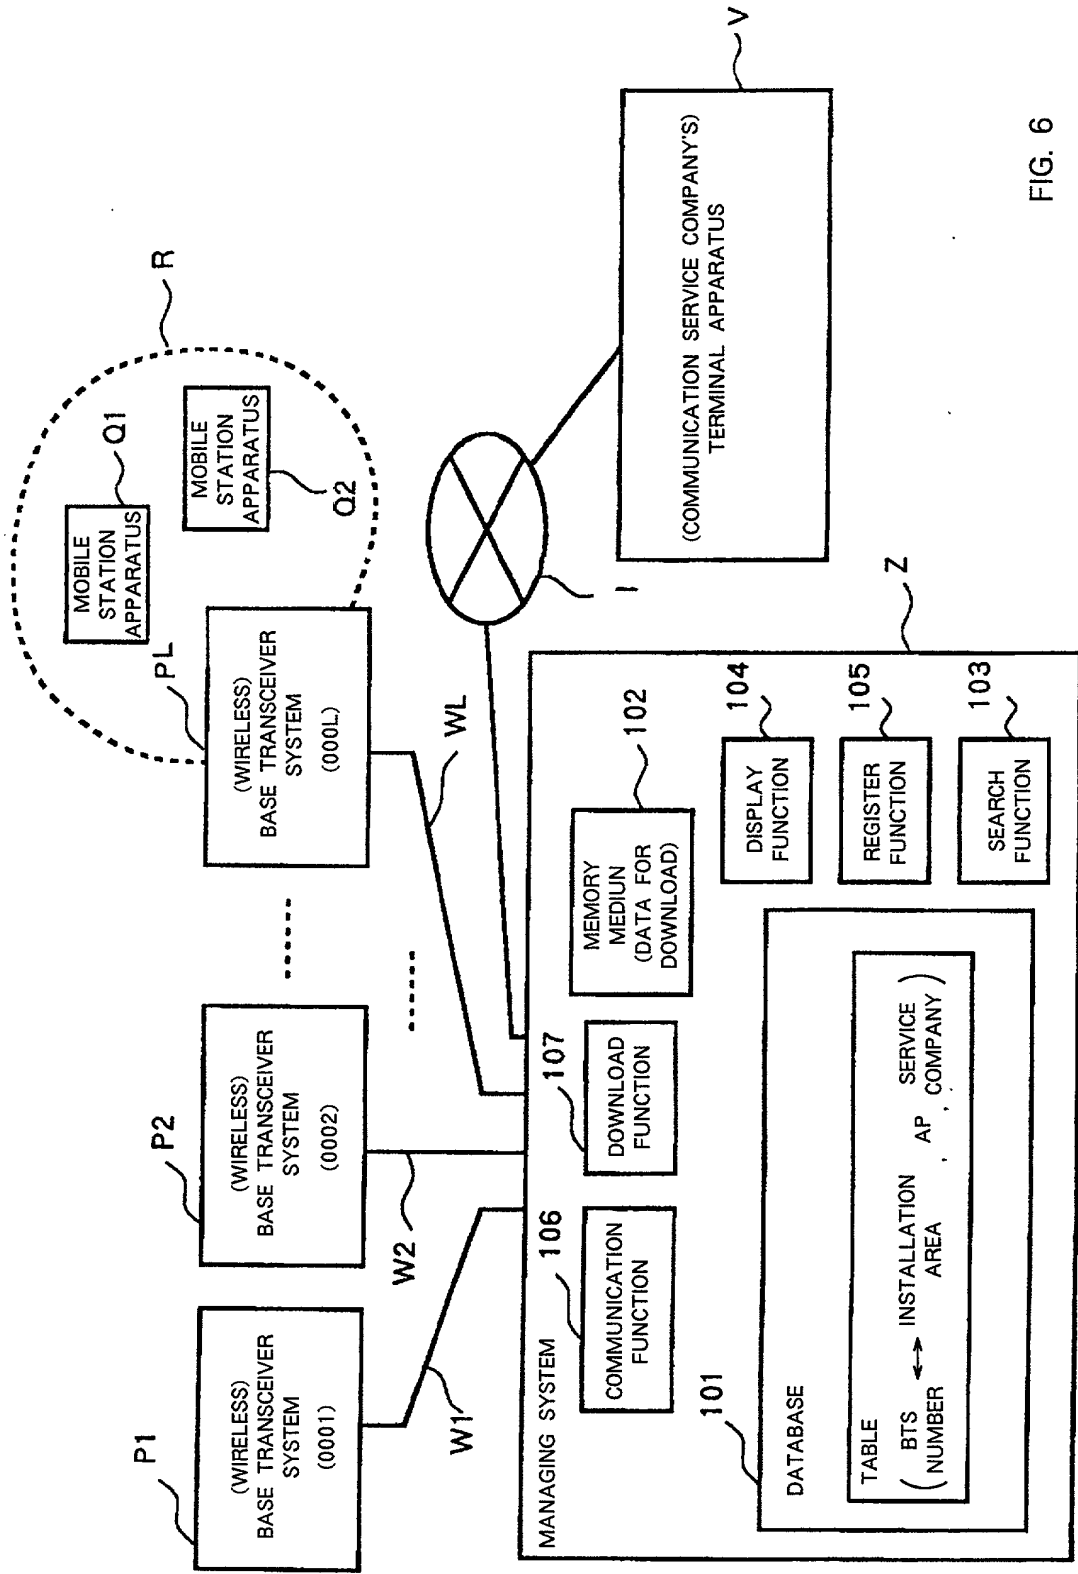 P1
(WIRELESS)
BASE TRANSCEIVER
SYSTEM
(0001)
P2
(WIRELESS)
BASE TRANSCEIVER
SYSTEM
(0002)
PL
(WIRELESS)
BASE TRANSCEIVER
SYSTEM
(000L)
MOBILE
STATION
APPARATUS
Q1
MOBILE
STATION
APPARATUS
Q2
R
W1
W2
WL
I
(COMMUNICATION SERVICE COMPANY'S)
TERMINAL APPARATUS
V
MANAGING SYSTEM
Z
106
COMMUNICATION
FUNCTION
107
DOWNLOAD
FUNCTION
MEMORY
MEDIUN
(DATA FOR
DOWNLOAD)
102
101
DATABASE
TABLE
( BTS ↔ INSTALLATION , AP , SERVICE )
NUMBER AREA COMPANY
DISPLAY
FUNCTION
104
REGISTER
FUNCTION
105
SEARCH
FUNCTION
103
FIG. 6